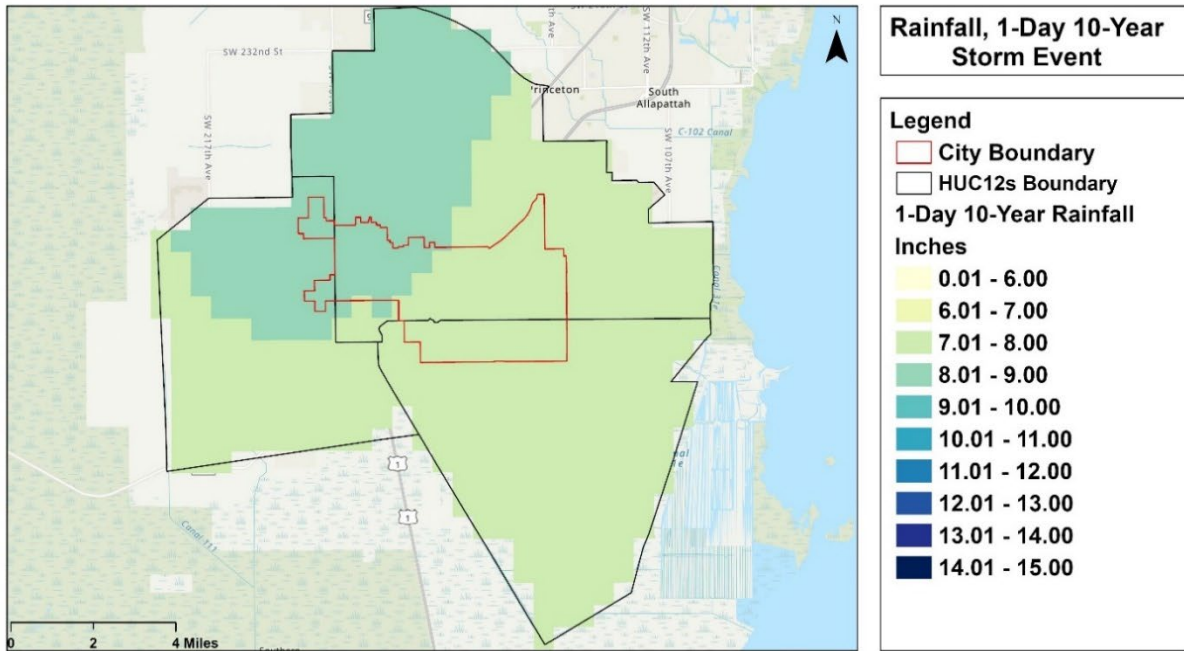 SW 232nd St
SW 217th Ave
SW 112th Ave
South
Allapattah
C-102 Canal
SW 107th Ave
Canal 31e
1
1
Canal 111
N
0 2 4 Miles
Rainfall, 1-Day 10-Year
Storm Event
Legend
City Boundary
HUC12s Boundary
1-Day 10-Year Rainfall
Inches
0.01 - 6.00
6.01 - 7.00
7.01 - 8.00
8.01 - 9.00
9.01 - 10.00
10.01 - 11.00
11.01 - 12.00
12.01 - 13.00
13.01 - 14.00
14.01 - 15.00